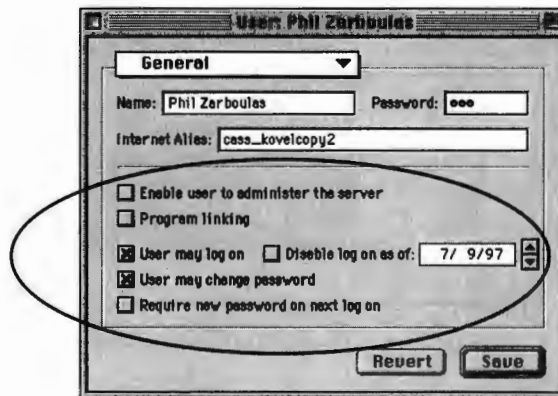 User: Phil Zarboulas
General
Name: Phil Zarboulas Password: •••
Internet Alias: cass_kovelcopy2
Enable user to administer the server
Program linking
User may log on Disable log on as of: 7/ 9/97
User may change password
Require new password on next log on
Revert Save